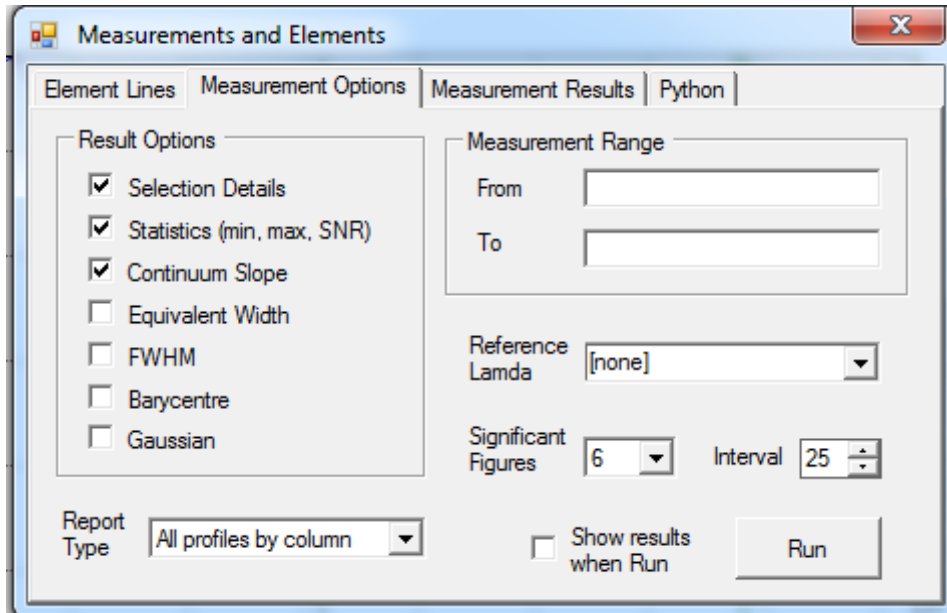 Measurements and Elements
Element Lines
Measurement Options
Measurement Results
Python
Result Options
Selection Details
Statistics (min, max, SNR)
Continuum Slope
Equivalent Width
FWHM
Barycentre
Gaussian
Measurement Range
From
To
Reference
Lamda
[none]
Significant
Figures
6
Interval
25
Report
Type
All profiles by column
Show results
when Run
Run